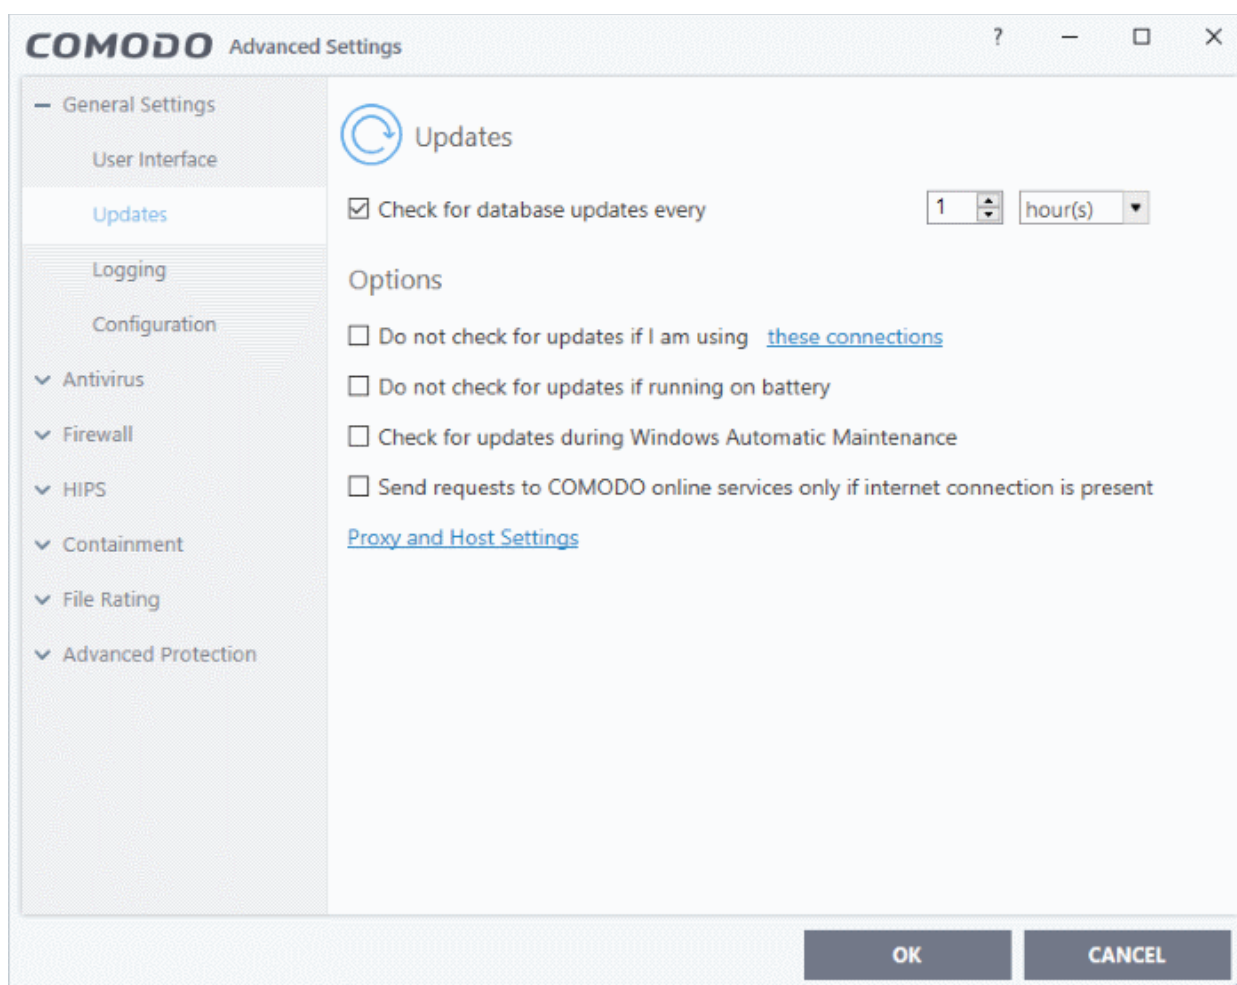 COMODO Advanced Settings ?
General Settings
User Interface
Updates
Logging
Configuration
Antivirus
Firewall
HIPS
Containment
File Rating
Advanced Protection
Updates
Check for database updates every 1 hour(s)
Options
Do not check for updates if I am using these connections
Do not check for updates if running on battery
Check for updates during Windows Automatic Maintenance
Send requests to COMODO online services only if internet connection is present
Proxy and Host Settings
OK CANCEL